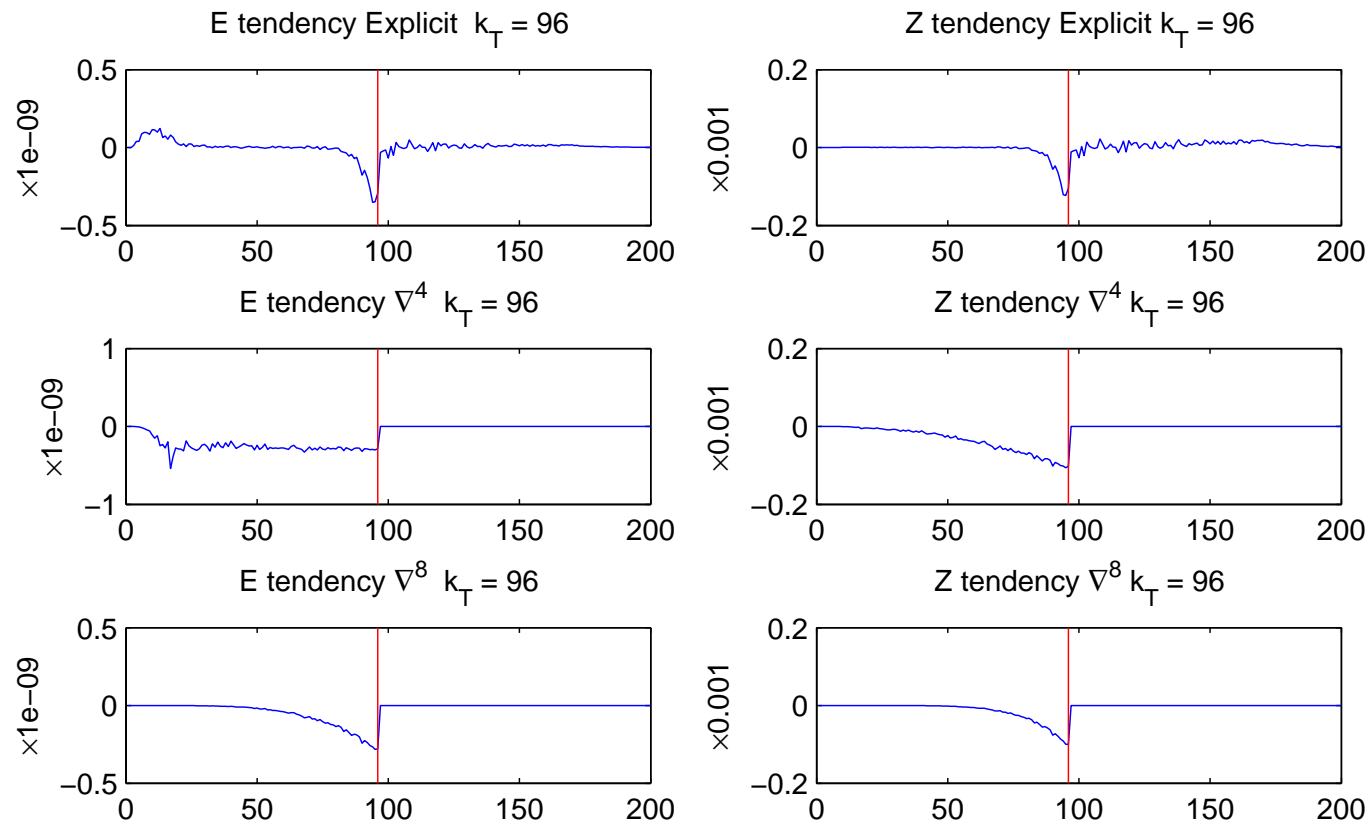 E tendency Explicit k_T = 96
×1e−09
0.5
0
−0.5
0 50 100 150 200
Z tendency Explicit k_T = 96
×0.001
0.2
0
−0.2
0 50 100 150 200
E tendency ∇^4 k_T = 96
×1e−09
1
0
−1
0 50 100 150 200
Z tendency ∇^4 k_T = 96
×0.001
0.2
0
−0.2
0 50 100 150 200
E tendency ∇^8 k_T = 96
×1e−09
0.5
0
−0.5
0 50 100 150 200
Z tendency ∇^8 k_T = 96
×0.001
0.2
0
−0.2
0 50 100 150 200